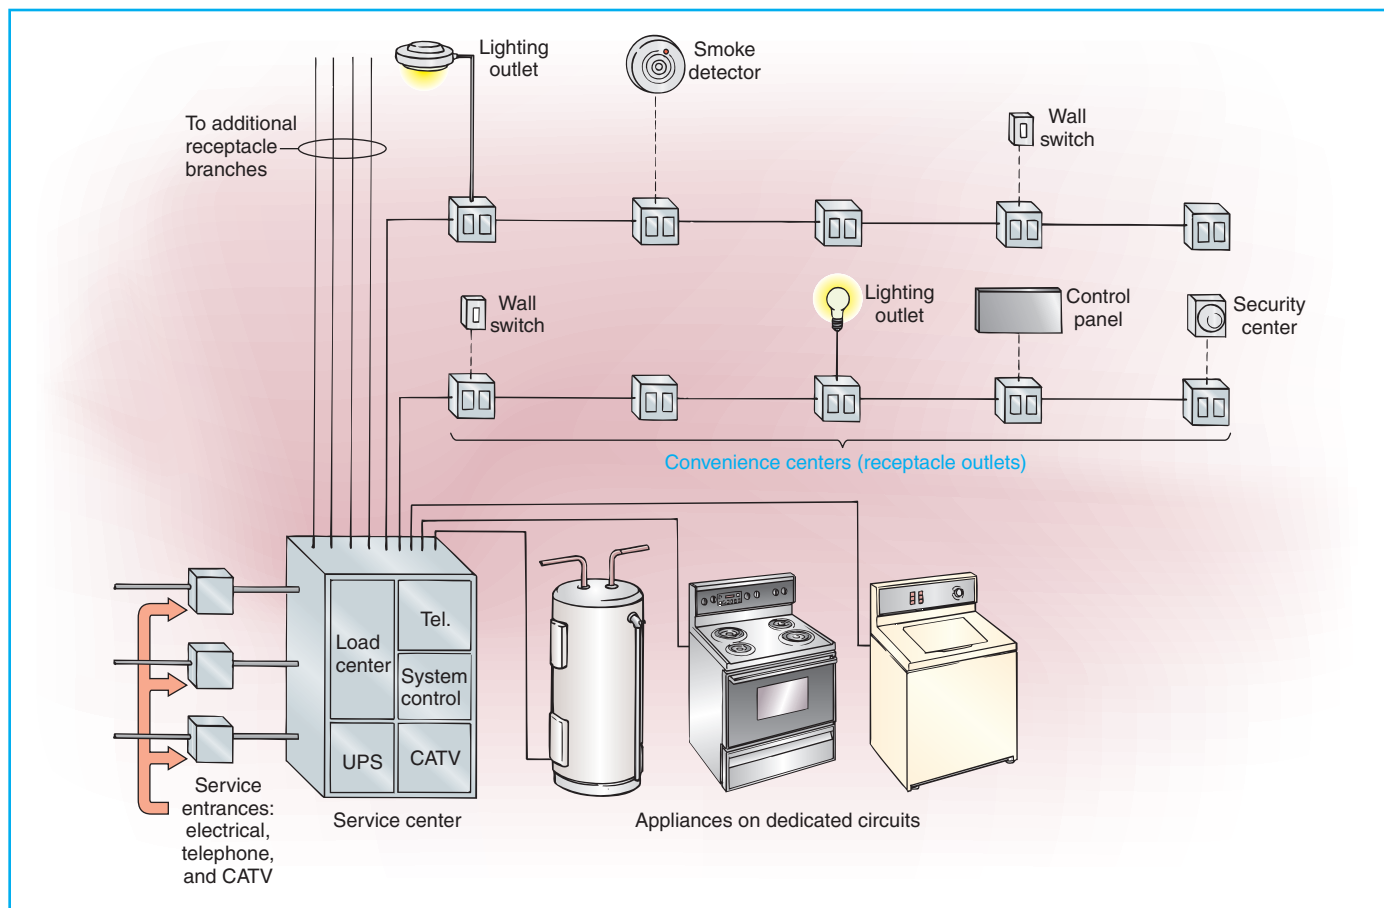 Lighting
outlet
Smoke
detector
To additional
receptacle
branches
Wall
switch
Wall
switch
Lighting
outlet
Control
panel
Security
center
Convenience centers (receptacle outlets)
Load
center
Tel.
System
control
UPS
CATV
Service
entrances:
electrical,
telephone,
and CATV
Service center
Appliances on dedicated circuits